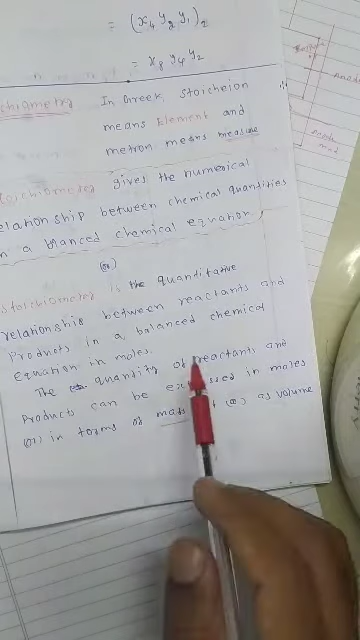 = (x₄ y₂ y₁)₂
= x₈ y₄ y₂
In Greek stoicheion
means Element and
metron means measure
gives the numerical
relationship between chemical quantities
in a blanced chemical equation
(or)
stoichiometry is the quantitative
relationship between reactants and
Products in a balanced chemical
Equation in moles.
The quantity of reactants and
Products can be in moles
(or) in terms of (or) as volume